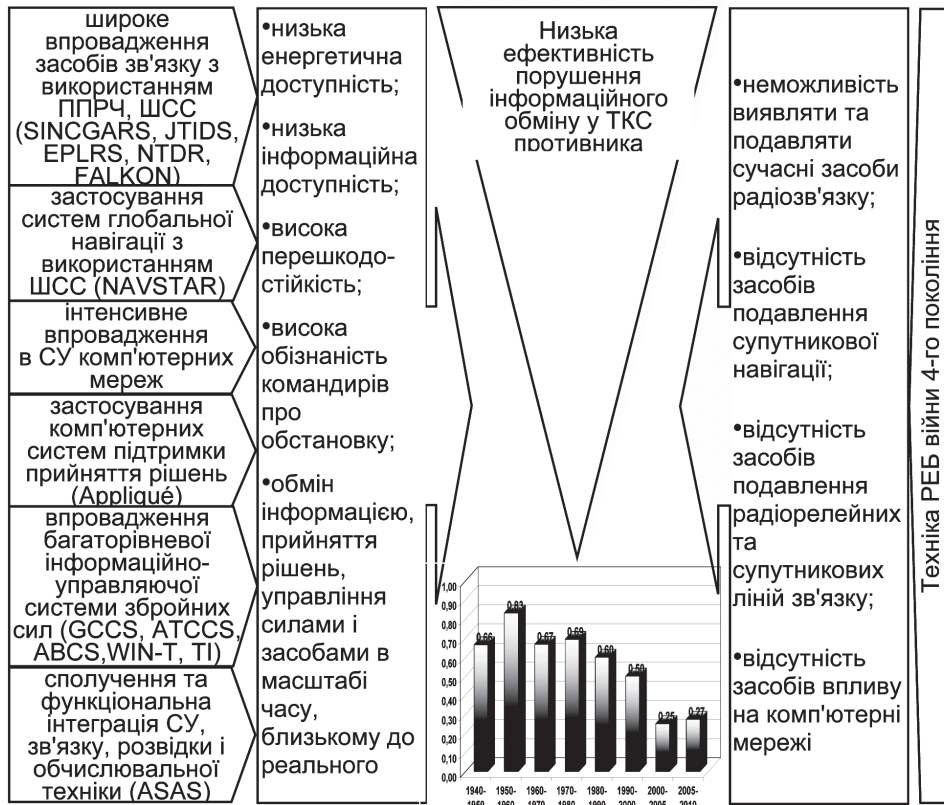 широке
впровадження
засобів зв'язку з
використанням
ППРЧ, ШСС
(SINCGARS, JTIDS,
EPLRS, NTDR,
FALKON)
застосування
систем глобальної
навігації з
використанням
ШСС (NAVSTAR)
інтенсивне
впровадження
в СУ комп'ютерних
мереж
застосування
комп'ютерних
систем підтримки
прийняття рішень
(Appliqué)
впровадження
багаторівневої
інформаційно-
управляючої
системи збройних
сил (GCCS, ATCCS,
ABCS,WIN-T, TI)
сполучення та
функціональна
інтеграція СУ,
зв'язку, розвідки і
обчислювальної
техніки (ASAS)
•низька
енергетична
доступність;
•низька
інформаційна
доступність;
•висока
перешкодо-
стійкість;
•висока
обізнаність
командирів
про
обстановку;
•обмін
інформацією,
прийняття
рішень,
управління
силами і
засобами в
масштабі
часу,
близькому до
реального
Низька
ефективність
порушення
інформаційного
обміну у ТКС
противника
1,00
0,90
0,80
0,70
0,60
0,50
0,40
0,30
0,20
0,10
0,00
0,66
0,83
0,67
0,69
0,60
0,50
0,25
0,27
1940-1950
1950-1960
1960-1970
1970-1980
1980-1990
1990-2000
2000-2005
2005-2010
•неможливість
виявляти та
подавляти
сучасні засоби
радіозв'язку;
•відсутність
засобів
подавлення
супутникової
навігації;
•відсутність
засобів
подавлення
радіорелейних
та
супутникових
ліній зв'язку;
•відсутність
засобів впливу
на комп'ютерні
мережі
Техніка РЕБ війни 4-го покоління